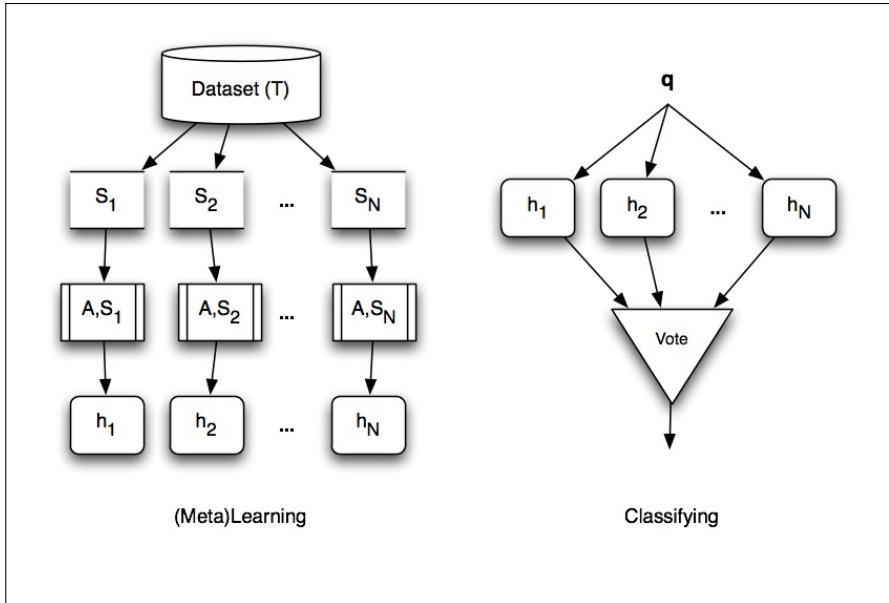 Dataset (T)
S1 S2 ... SN
A,S1 A,S2 ... A,SN
h1 h2 ... hN
(Meta)Learning
q
h1 h2 ... hN
Vote
Classifying